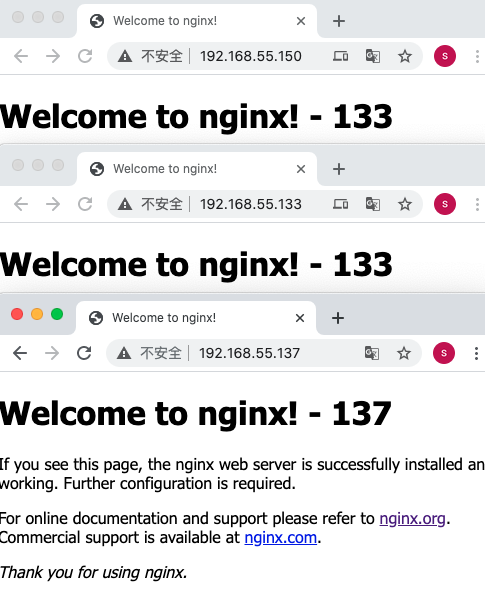 Welcome to nginx!
不安全 192.168.55.150 s
Welcome to nginx! - 133
Welcome to nginx!
不安全 192.168.55.133 s
Welcome to nginx! - 133
Welcome to nginx!
不安全 192.168.55.137 s
Welcome to nginx! - 137
If you see this page, the nginx web server is successfully installed an
working. Further configuration is required.
For online documentation and support please refer to nginx.org.
Commercial support is available at nginx.com.
Thank you for using nginx.